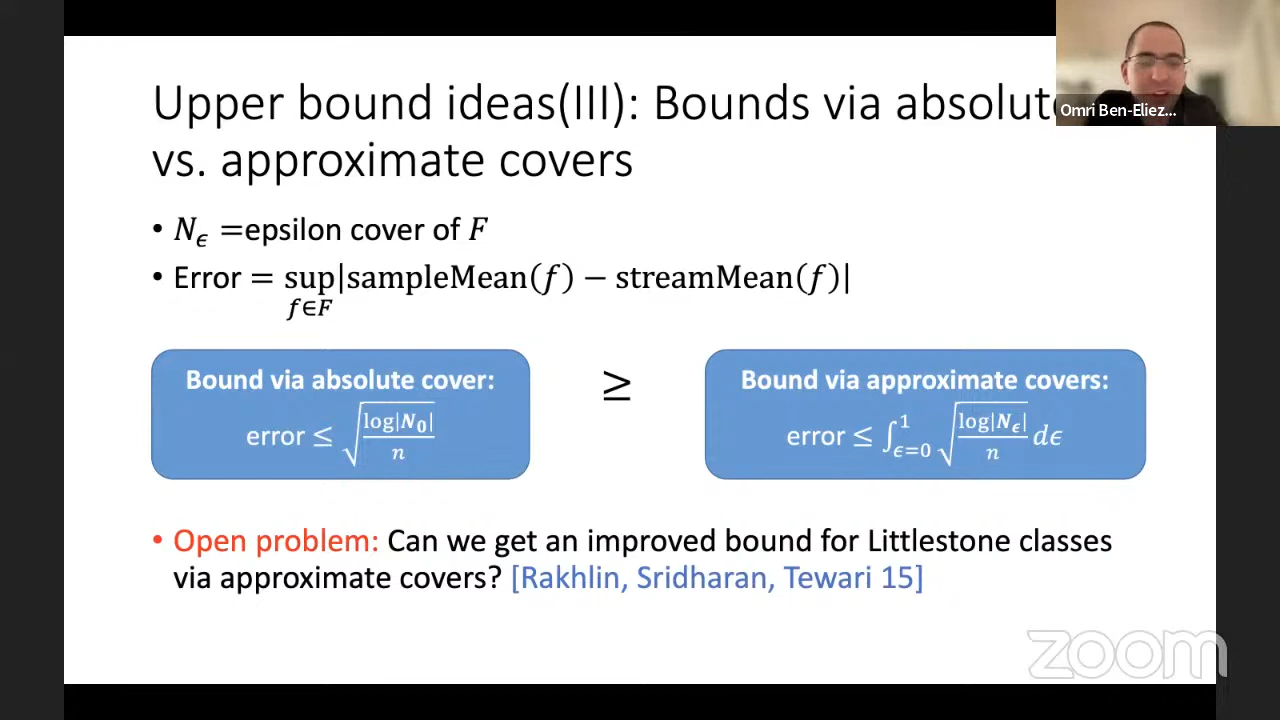 Upper bound ideas(III): Bounds via absolut
vs. approximate covers
Omri Ben-Eliez...
• N_ϵ =epsilon cover of F
• Error = sup_{f∈F}|sampleMean(f) − streamMean(f)|
Bound via absolute cover:
error ≤ √(log|N_0|/n)
≥
Bound via approximate covers:
error ≤ ∫_{ϵ=0}^{1} √(log|N_ϵ|/n) dϵ
• Open problem: Can we get an improved bound for Littlestone classes
via approximate covers? [Rakhlin, Sridharan, Tewari 15]
zoom